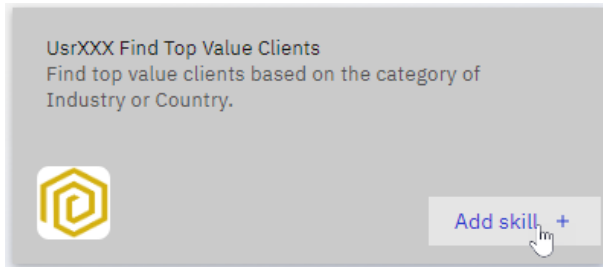 UsrXXX Find Top Value Clients
Find top value clients based on the category of
Industry or Country.
Add skill +